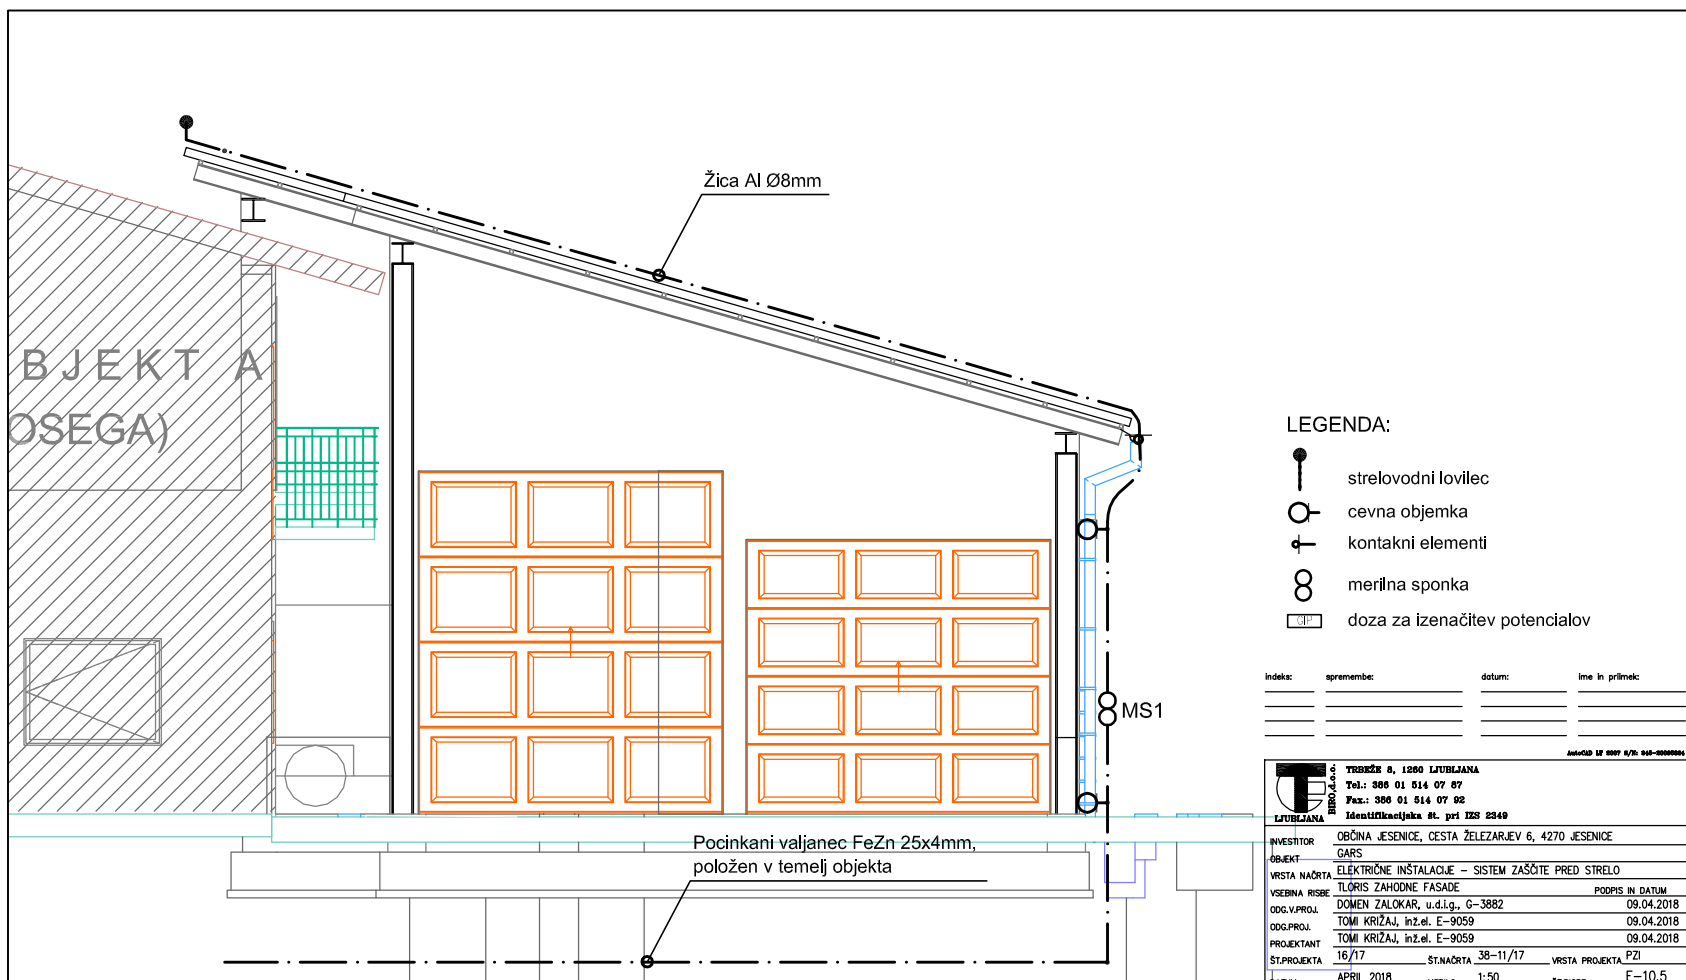 Žica Al Ø8mm
BJEKT A
OSEGA)
LEGENDA:
strelovodni lovilec
cevna objemka
kontakni elementi
merilna sponka
GIP doza za izenačitev potencialov
MS1
Pocinkani valjanec FeZn 25x4mm,
položen v temelj objekta
indeks: spremembe: datum: ime in priimek:
TRBEŽE 8, 1260 LJUBLJANA
Tel.: 386 01 514 07 87
Fax.: 386 01 514 07 92
Identifikacijska št. pri IZS 2349
BIRO,d.o.o.
LJUBLJANA
INVESTITOR OBČINA JESENICE, CESTA ŽELEZARJEV 6, 4270 JESENICE
OBJEKT GARS
VRSTA NAČRTA ELEKTRIČNE INŠTALACIJE – SISTEM ZAŠČITE PRED STRELO
VSEBINA RISBE TLORIS ZAHODNE FASADE PODPIS IN DATUM
ODG.V.PROJ. DOMEN ZALOKAR, u.d.i.g., G-3882 09.04.2018
ODG.PROJ. TOMI KRIŽAJ, inž.el. E-9059 09.04.2018
PROJEKTANT TOMI KRIŽAJ, inž.el. E-9059 09.04.2018
ŠT.PROJEKTA 16/17 ŠT.NAČRTA 38-11/17 VRSTA PROJEKTA PZI
APRIL 2018 1:50 E-10.5